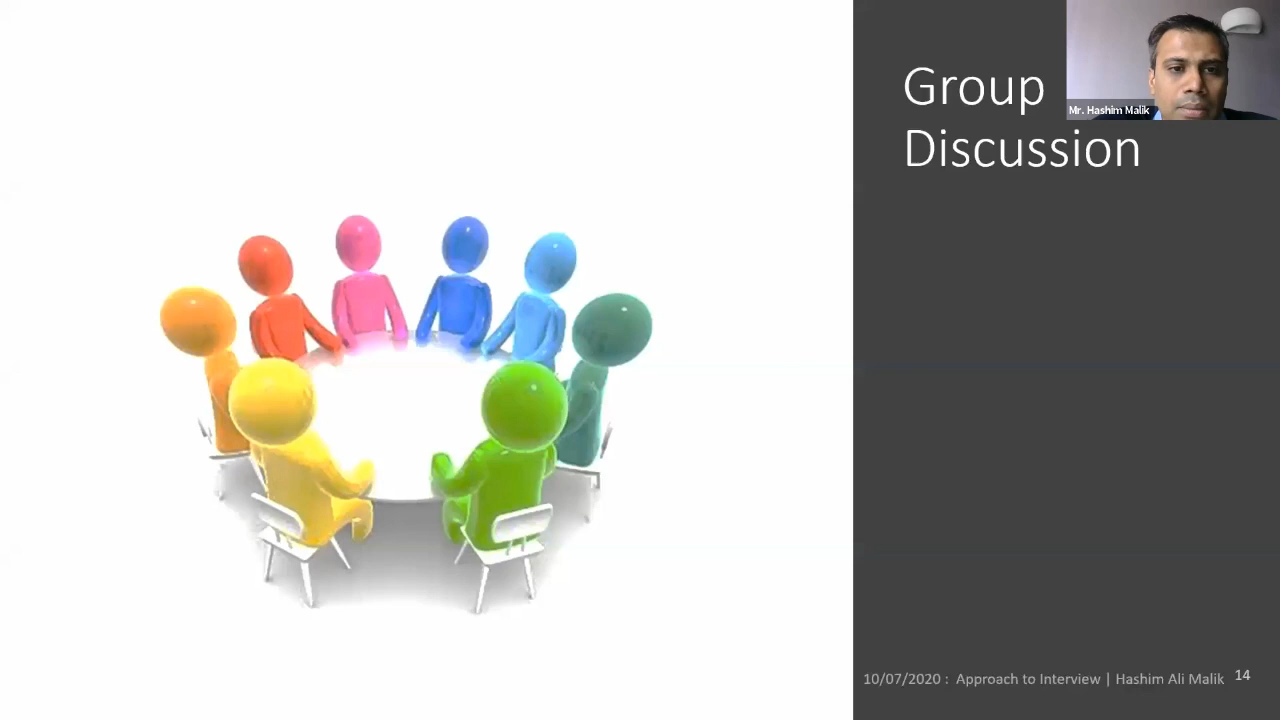 Group
Discussion
Mr. Hashim Malik
10/07/2020 : Approach to Interview | Hashim Ali Malik 14